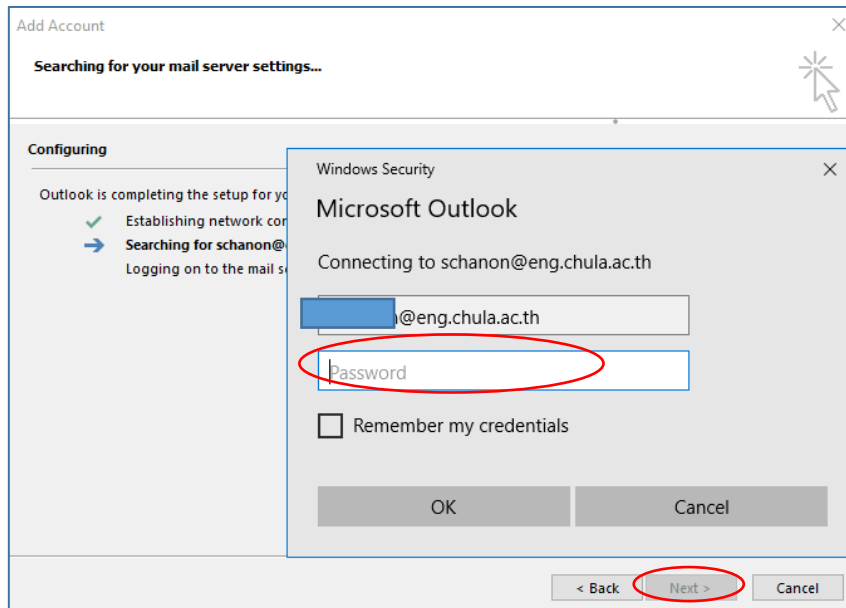 Add Account
Searching for your mail server settings...
Configuring
Outlook is completing the setup for yo
Establishing network con
Searching for schanon@
Logging on to the mail s
Windows Security
Microsoft Outlook
Connecting to schanon@eng.chula.ac.th
@eng.chula.ac.th
Password
Remember my credentials
OK Cancel
< Back Next > Cancel